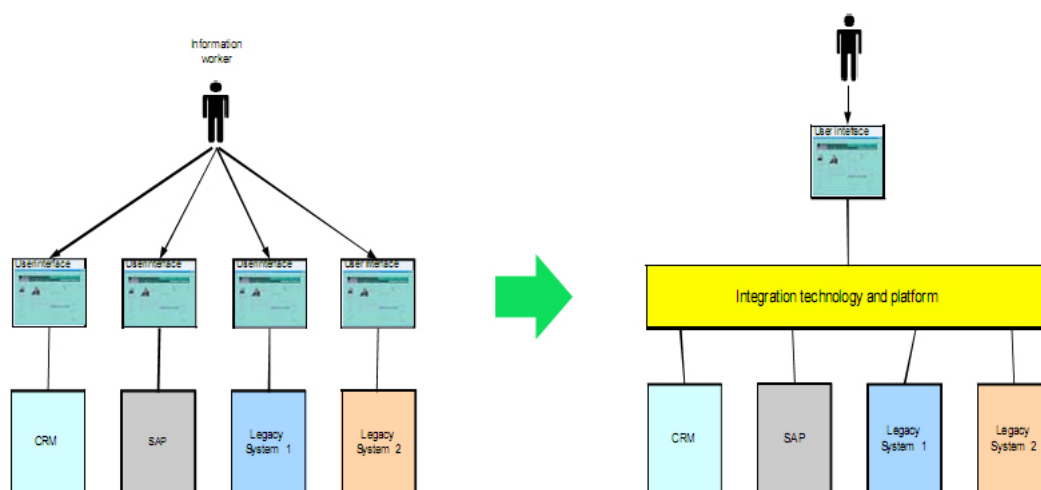 Information
worker
User interface
User interface
User interface
User interface
CRM
SAP
Legacy
System 1
Legacy
System 2
User interface
Integration technology and platform
CRM
SAP
Legacy
System 1
Legacy
System 2